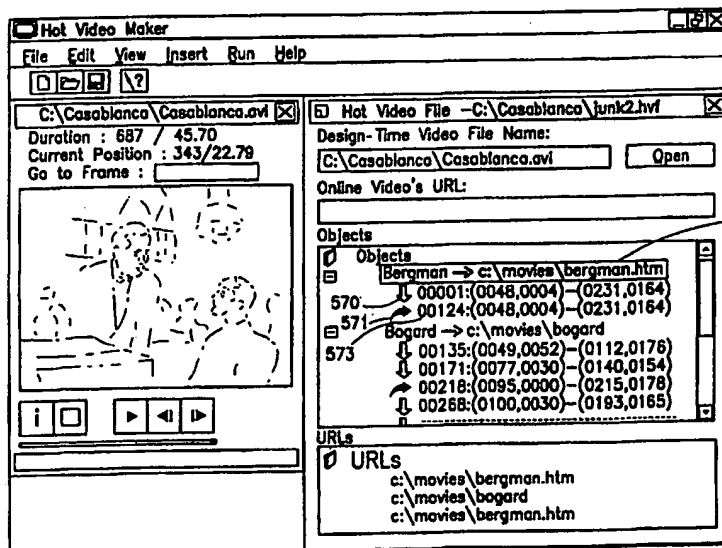 Hot Video Maker
File Edit View Insert Run Help
\?
C:\Casablanca\Casablanca.avi
Duration : 687 / 45.70
Current Position : 343/22.79
Go to Frame :
i
Hot Video File -C:\Casablanca\junk2.hvf
Design-Time Video File Name:
C:\Casablanca\Casablanca.avi Open
Online Video's URL:
Objects
Objects
Bergman → c:\movies\bergman.htm
570 00001:(0048,0004)-(0231,0164)
571 00124:(0048,0004)-(0231,0164)
573 Bogard → c:\movies\bogard
00135:(0049,0052)-(0112,0176)
00171:(0077,0030)-(0140,0154)
00218:(0095,0000)-(0215,0178)
00268:(0100,0030)-(0193,0165)
URLs
URLs
c:\movies\bergman.htm
c:\movies\bogard
c:\movies\bergman.htm